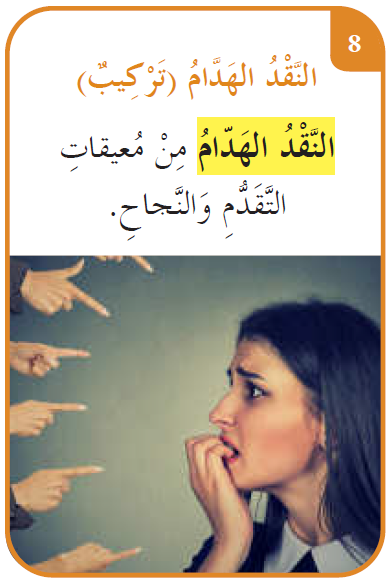 8
النَّقْدُ الهَدَّامُ (تَرْكِيبٌ)
النَّقْدُ الهَدّامُ مِنْ مُعيقاتِ
التَّقَدُّمِ وَالنَّجاحِ.